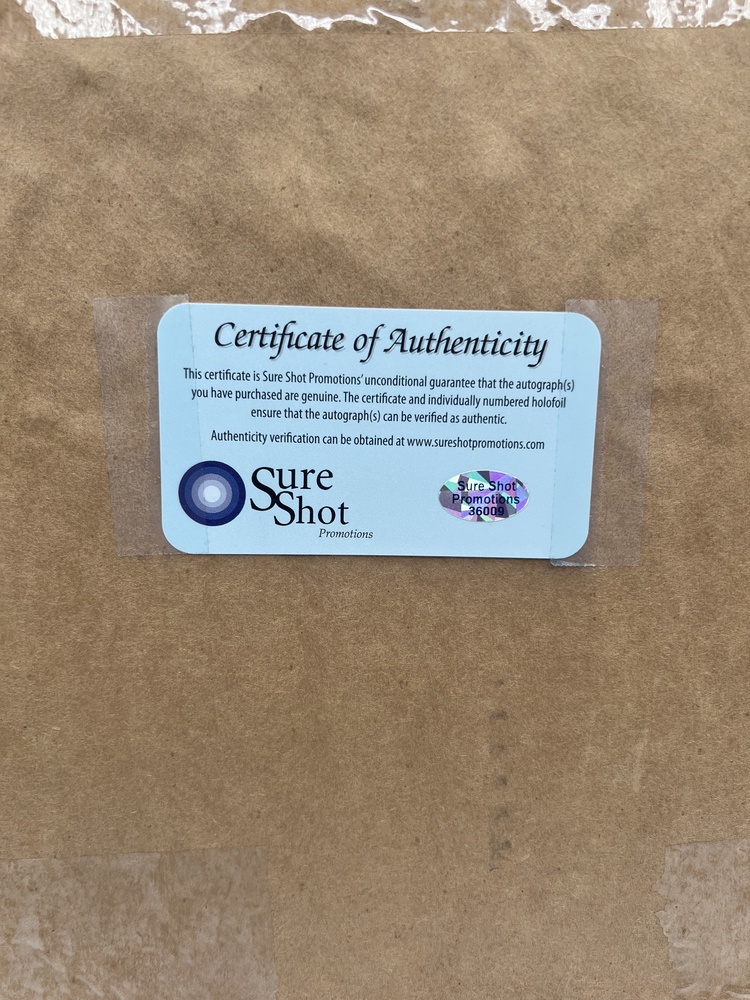 Certificate of Authenticity
This certificate is Sure Shot Promotions' unconditional guarantee that the autograph(s)
you have purchased are genuine. The certificate and individually numbered holofoil
ensure that the autograph(s) can be verified as authentic.
Authenticity verification can be obtained at www.sureshotpromotions.com
Sure
Shot
Promotions
Sure Shot
Promotions
36009